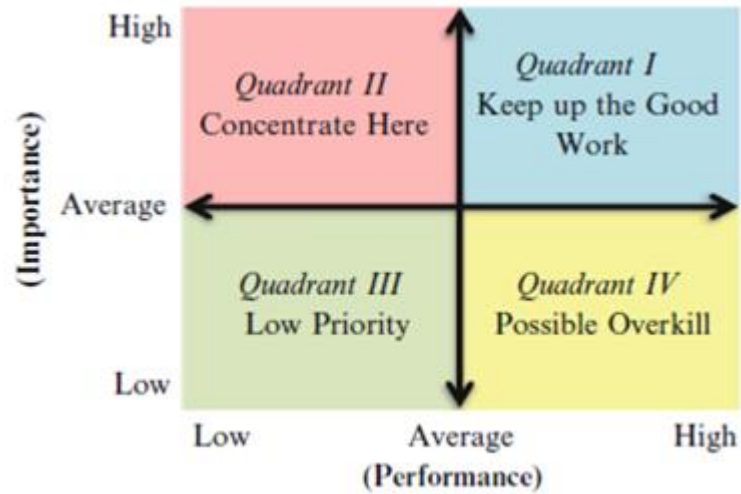 High
Quadrant II
Concentrate Here
Quadrant I
Keep up the Good
Work
(Importance)
Average
Quadrant III
Low Priority
Quadrant IV
Possible Overkill
Low
Low
Average
High
(Performance)